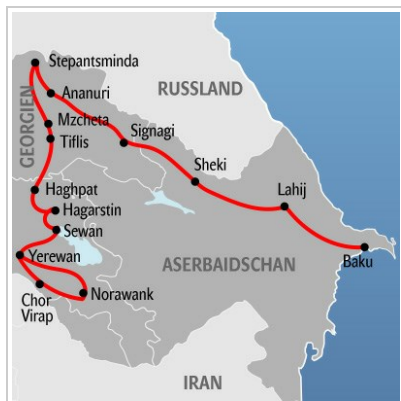 Stepantsminda
Ananuri
RUSSLAND
GEORGIEN
Mzcheta
Tiflis
Signagi
Sheki
Haghpat
Hagarstin
Lahij
Sewan
Yerewan
ASERBAIDSCHAN
Baku
Norawank
Chor
Virap
IRAN